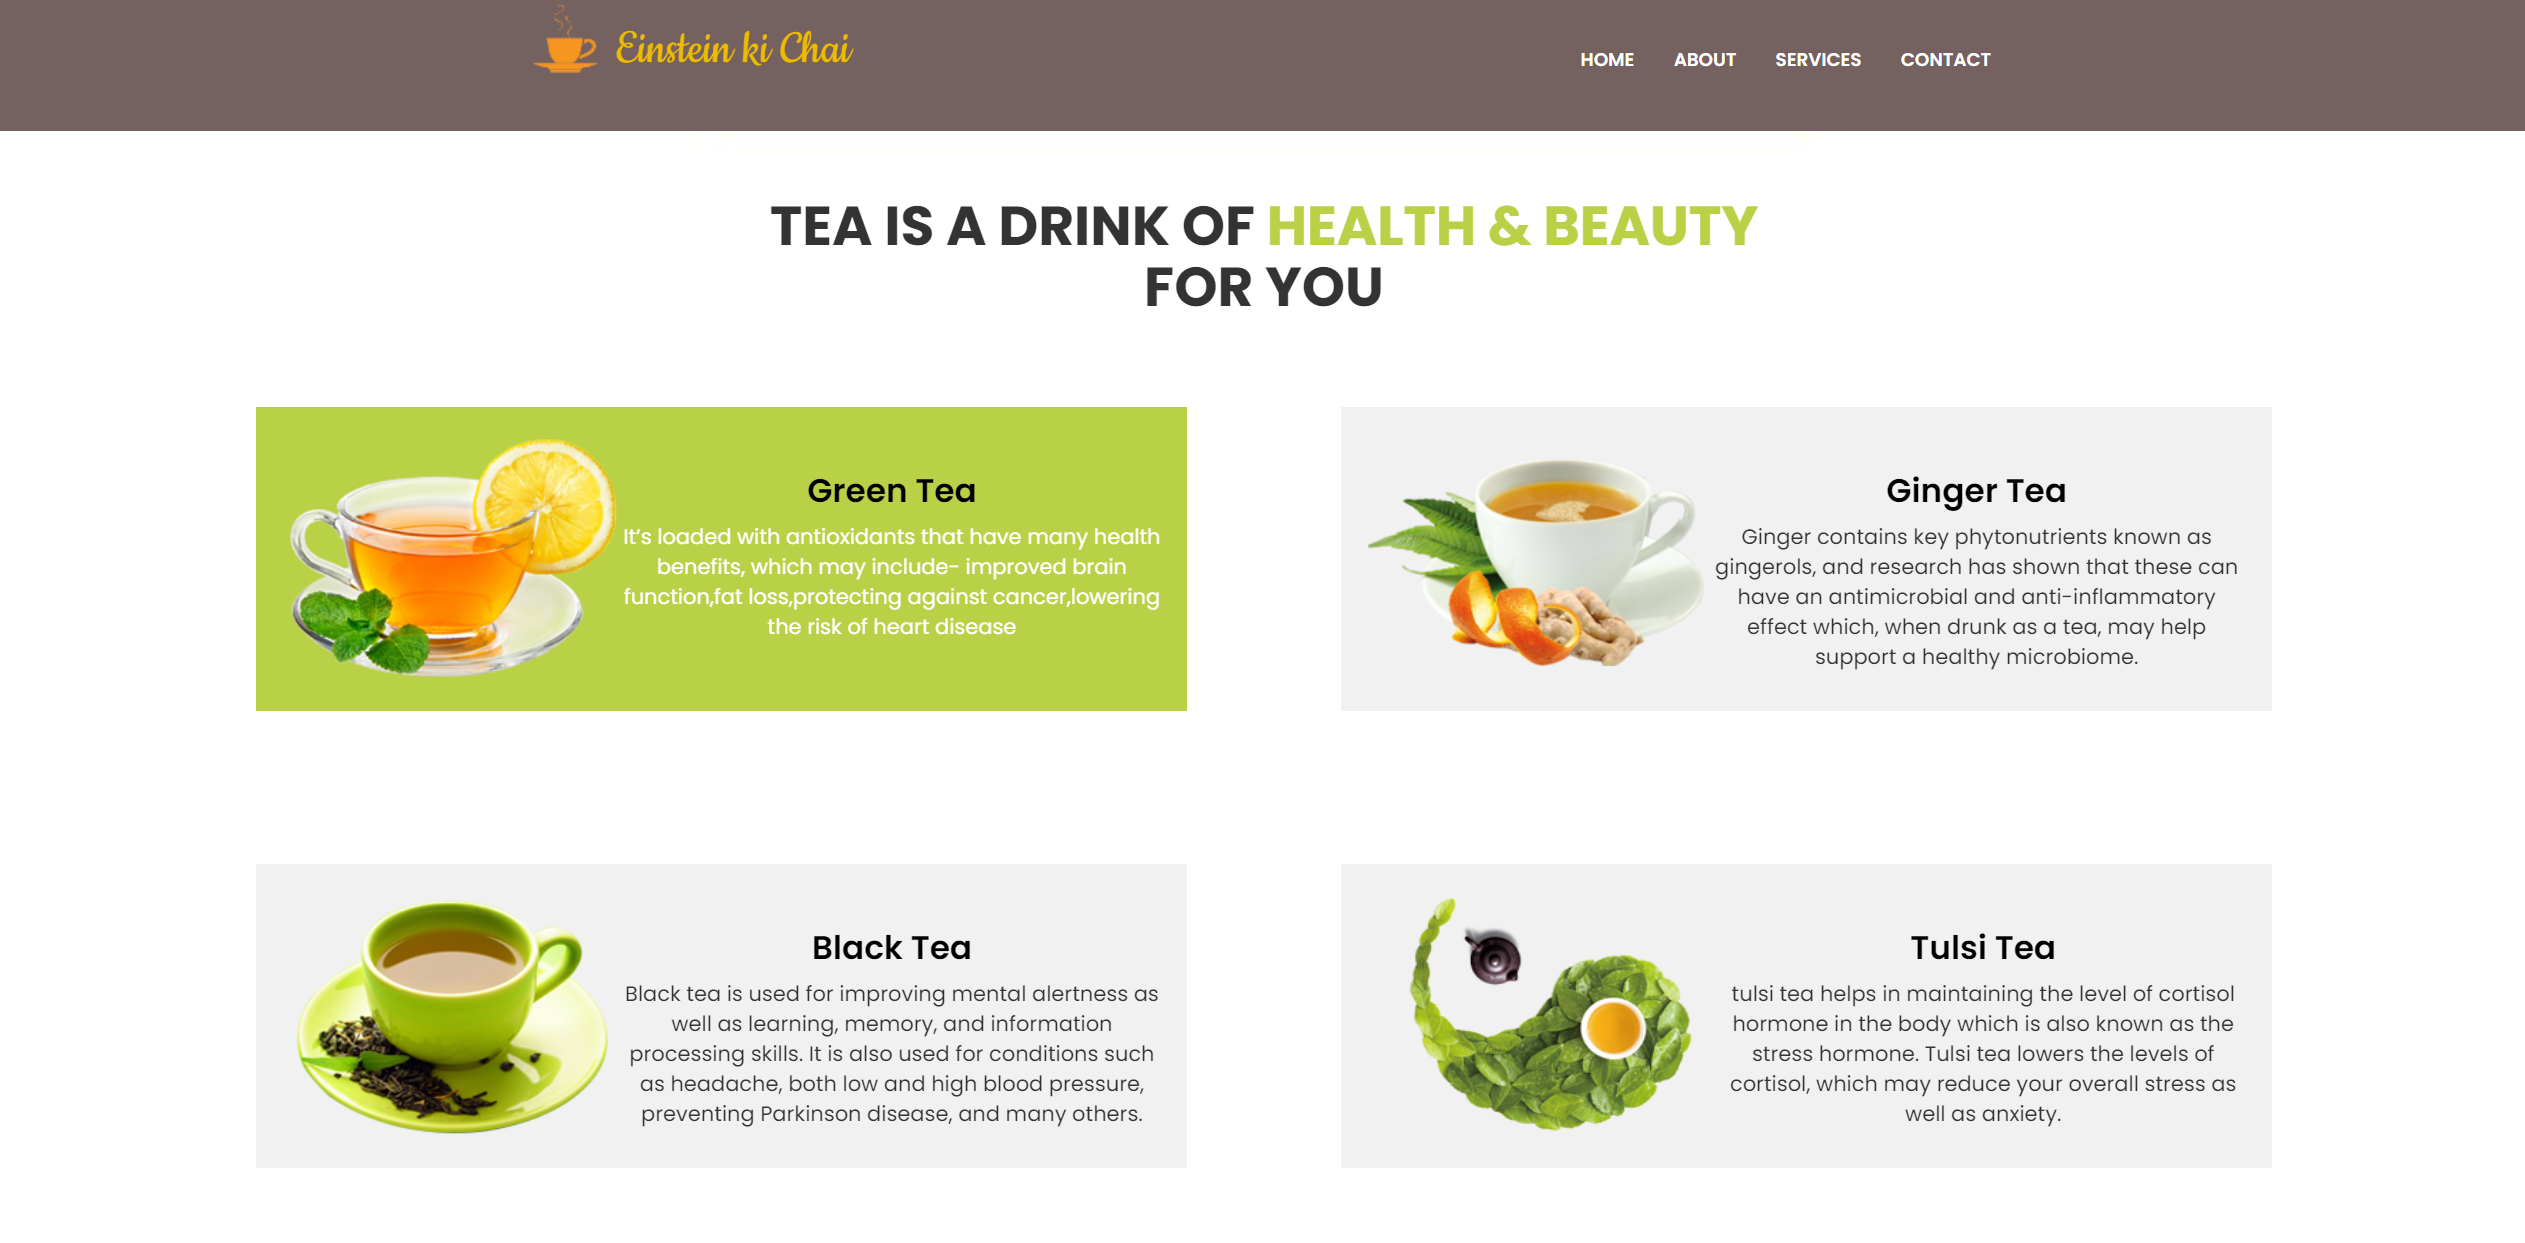 Einstein ki Chai
HOME ABOUT SERVICES CONTACT
TEA IS A DRINK OF HEALTH & BEAUTY
FOR YOU
Green Tea
It’s loaded with antioxidants that have many health
benefits, which may include- improved brain
function,fat loss,protecting against cancer,lowering
the risk of heart disease
Ginger Tea
Ginger contains key phytonutrients known as
gingerols, and research has shown that these can
have an antimicrobial and anti-inflammatory
effect which, when drunk as a tea, may help
support a healthy microbiome.
Black Tea
Black tea is used for improving mental alertness as
well as learning, memory, and information
processing skills. It is also used for conditions such
as headache, both low and high blood pressure,
preventing Parkinson disease, and many others.
Tulsi Tea
tulsi tea helps in maintaining the level of cortisol
hormone in the body which is also known as the
stress hormone. Tulsi tea lowers the levels of
cortisol, which may reduce your overall stress as
well as anxiety.